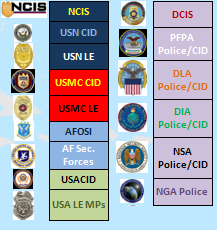 NCIS
NCIS
USN CID
USN LE
USMC CID
USMC LE
AFOSI
AF Sec.
Forces
USACID
USA LE MPs
DCIS
PFPA
Police/CID
DLA
Police/CID
DIA
Police/CID
NSA
Police/CID
NGA Police